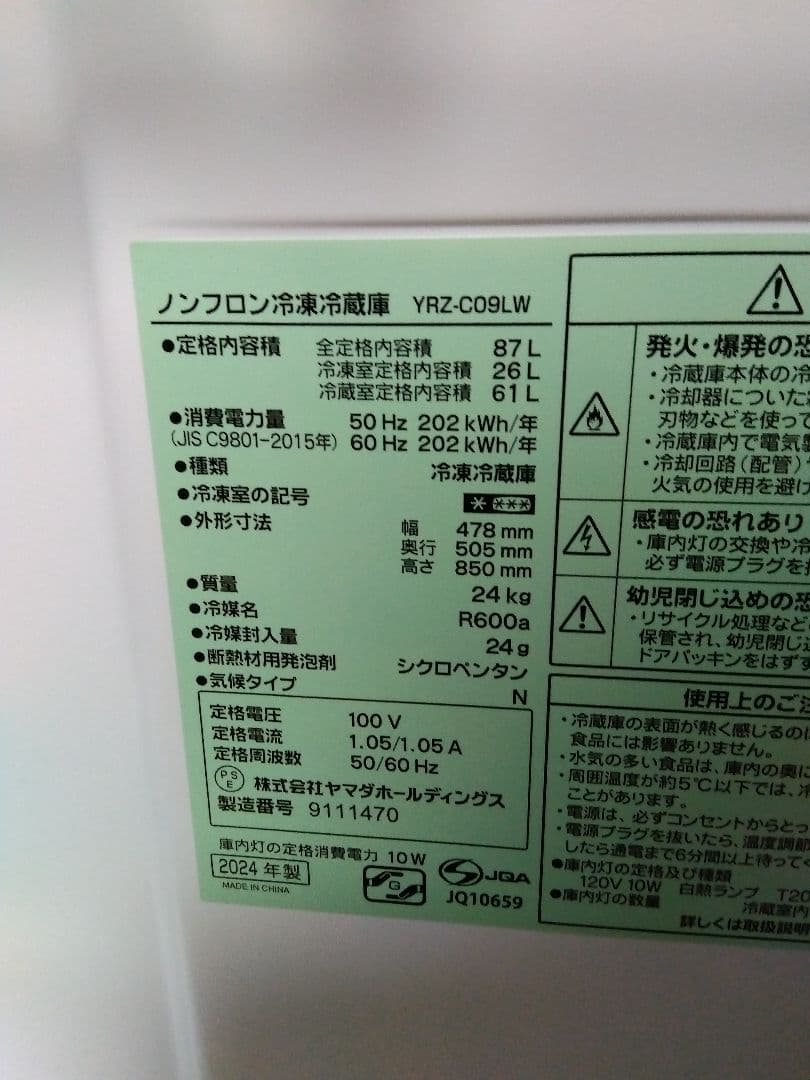 ノンフロン冷凍冷蔵庫 YRZ-C09LW
●定格内容積 全定格内容積 87 L
冷凍室定格内容積 26 L
冷蔵室定格内容積 61 L
●消費電力量 50 Hz 202 kWh/年
(JIS C9801-2015年) 60 Hz 202 kWh/年
●種類 冷凍冷蔵庫
●冷凍室の記号
●外形寸法 幅 478 mm
奥行 505 mm
高さ 850 mm
●質量 24 kg
●冷媒名 R600a
●冷媒封入量 24 g
●断熱材用発泡剤 シクロペンタン
●気候タイプ N
定格電圧 100 V
定格電流 1.05/1.05 A
定格周波数 50/60 Hz
PSE 株式会社ヤマダホールディングス
製造番号 9111470
庫内灯の定格消費電力 10W
2024 年製
MADE IN CHINA
G
JQA
JQ10659
発火・爆発の恐
・冷蔵庫本体の冷
・冷却器についた
刃物などを使って
・冷蔵庫内で電気
・冷却回路(配管)
火気の使用を避け
感電の恐れあり
・庫内灯の交換や冷
必ず電源プラグを
幼児閉じ込めの恐
・リサイクル処理など
保管され、幼児閉じ
ドアパッキンをはず
使用上のご注
・冷蔵庫の表面が熱く感じるのは
食品には影響ありません。
・水気の多い食品は、庫内の奥に
・周囲温度が約5℃以下では、冷
ことがあります。
・電源は、必ずコンセントからとっ
・電源プラグを抜いたら、温度調節
したら通電まで6分間以上待って
●庫内灯の定格及び種類
120V 10W 白熱ランプ T20
●庫内灯の数量 冷蔵室内
詳しくは取扱説明